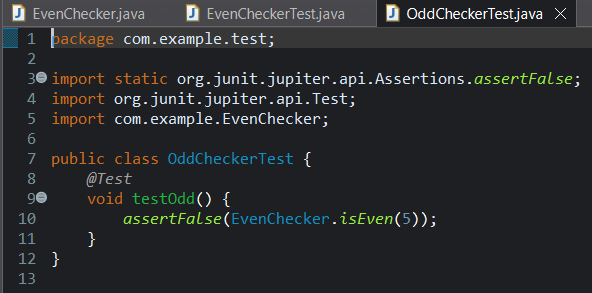 EvenChecker.java EvenCheckerTest.java OddCheckerTest.java
1 package com.example.test;
2
3 import static org.junit.jupiter.api.Assertions.assertFalse;
4 import org.junit.jupiter.api.Test;
5 import com.example.EvenChecker;
6
7 public class OddCheckerTest {
8     @Test
9     void testOdd() {
10         assertFalse(EvenChecker.isEven(5));
11     }
12 }
13